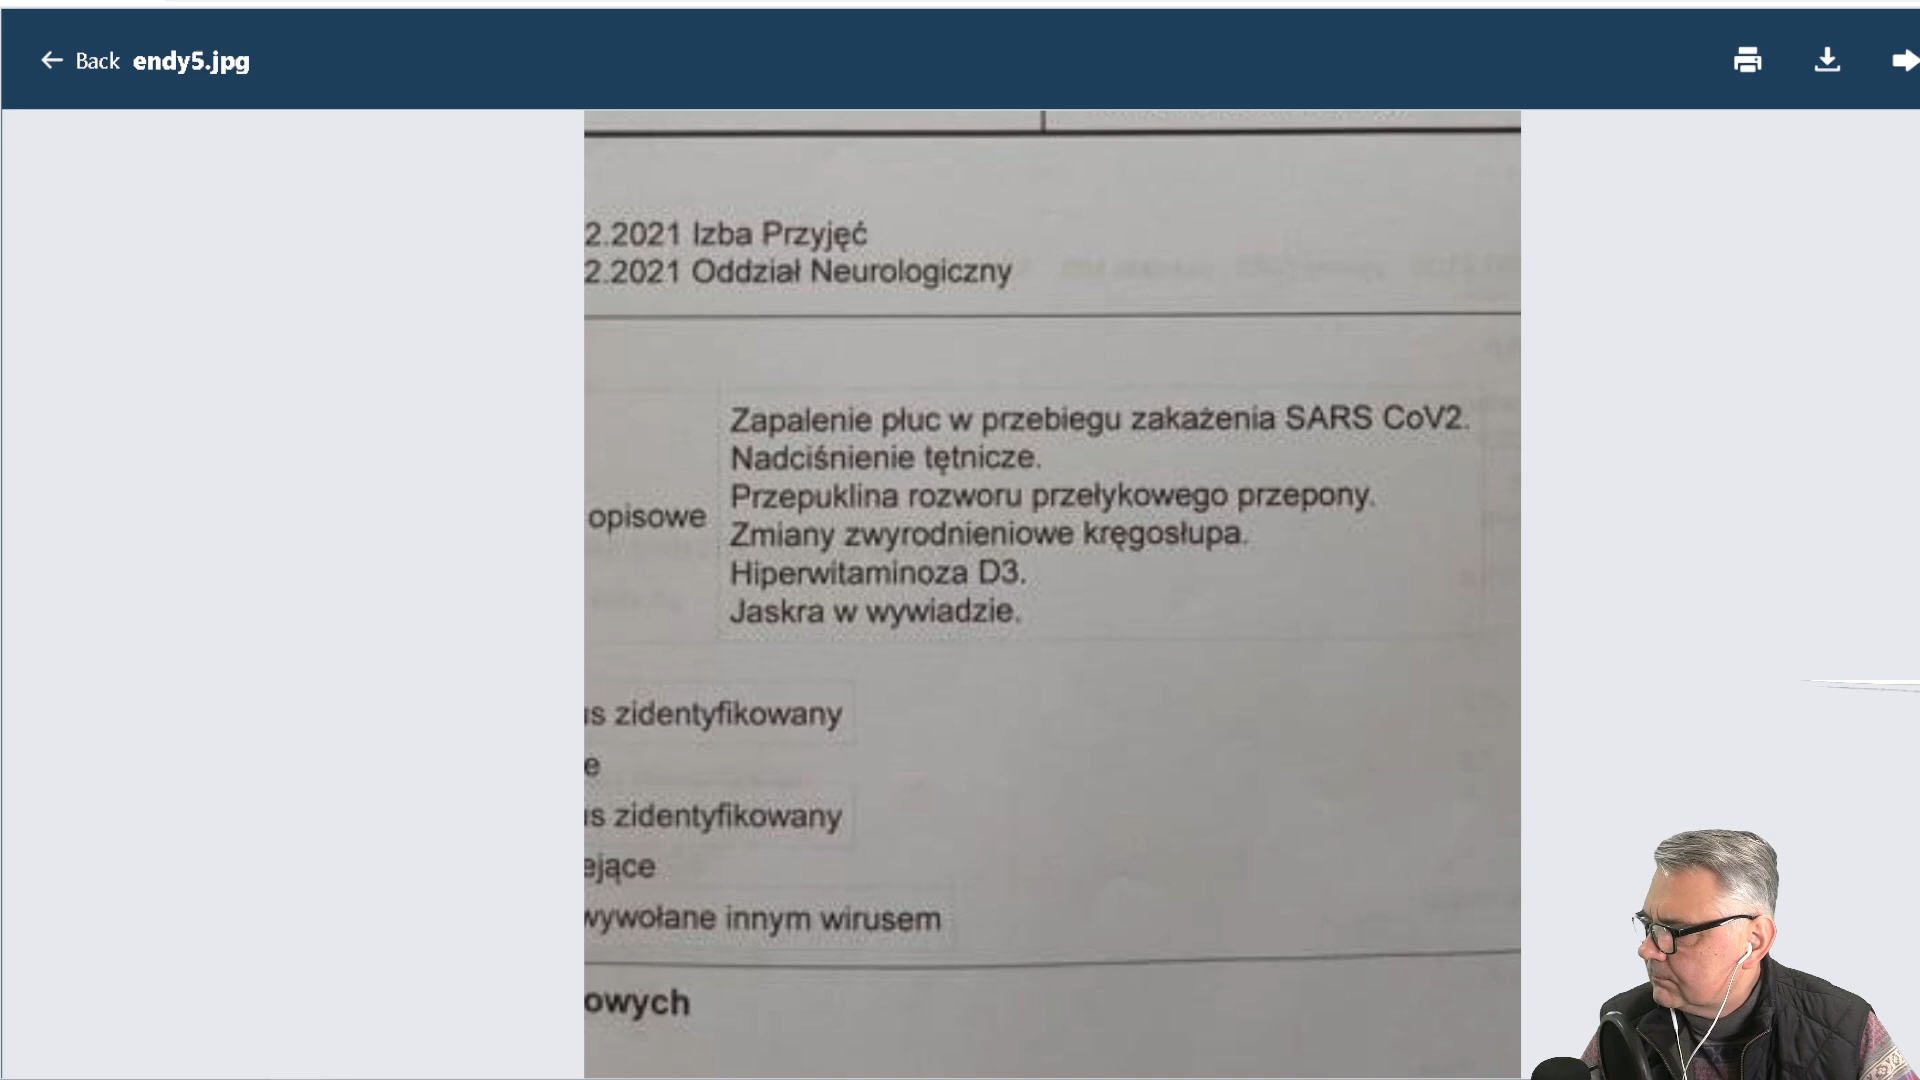 Back endy5.jpg
2.2021 Izba Przyjęć
2.2021 Oddział Neurologiczny
Zapalenie płuc w przebiegu zakażenia SARS CoV2.
Nadciśnienie tętnicze.
Przepuklina rozworu przełykowego przepony.
opisowe
Zmiany zwyrodnieniowe kręgosłupa.
Hiperwitaminoza D3.
Jaskra w wywiadzie.
s zidentyfikowany
e
s zidentyfikowany
ejące
wywołane innym wirusem
owych